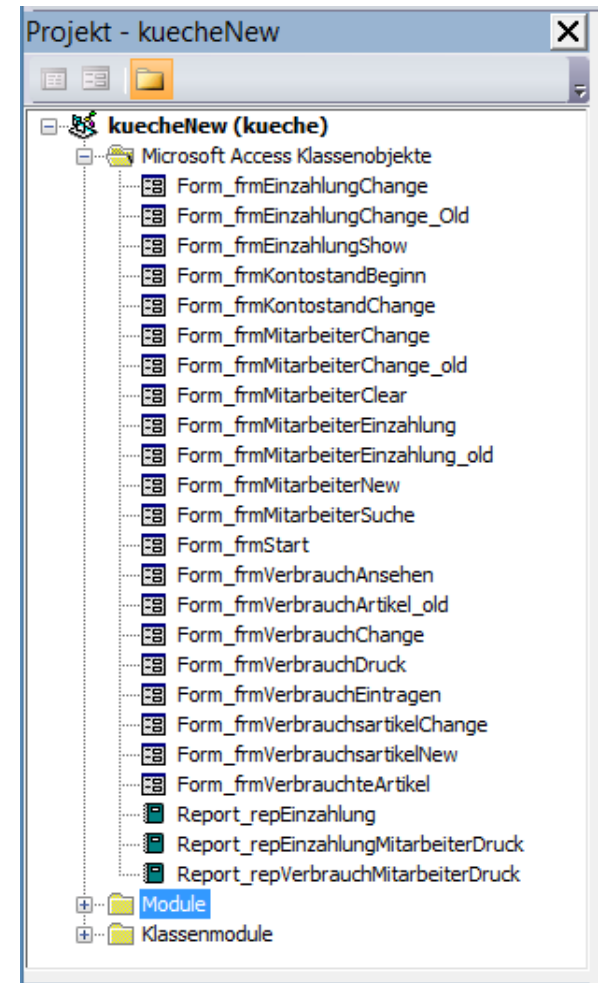 Projekt - kuecheNew
kuecheNew (kueche)
Microsoft Access Klassenobjekte
Form_frmEinzahlungChange
Form_frmEinzahlungChange_Old
Form_frmEinzahlungShow
Form_frmKontostandBeginn
Form_frmKontostandChange
Form_frmMitarbeiterChange
Form_frmMitarbeiterChange_old
Form_frmMitarbeiterClear
Form_frmMitarbeiterEinzahlung
Form_frmMitarbeiterEinzahlung_old
Form_frmMitarbeiterNew
Form_frmMitarbeiterSuche
Form_frmStart
Form_frmVerbrauchAnsehen
Form_frmVerbrauchArtikel_old
Form_frmVerbrauchChange
Form_frmVerbrauchDruck
Form_frmVerbrauchEintragen
Form_frmVerbrauchsartikelChange
Form_frmVerbrauchsartikelNew
Form_frmVerbrauchteArtikel
Report_repEinzahlung
Report_repEinzahlungMitarbeiterDruck
Report_repVerbrauchMitarbeiterDruck
Module
Klassenmodule